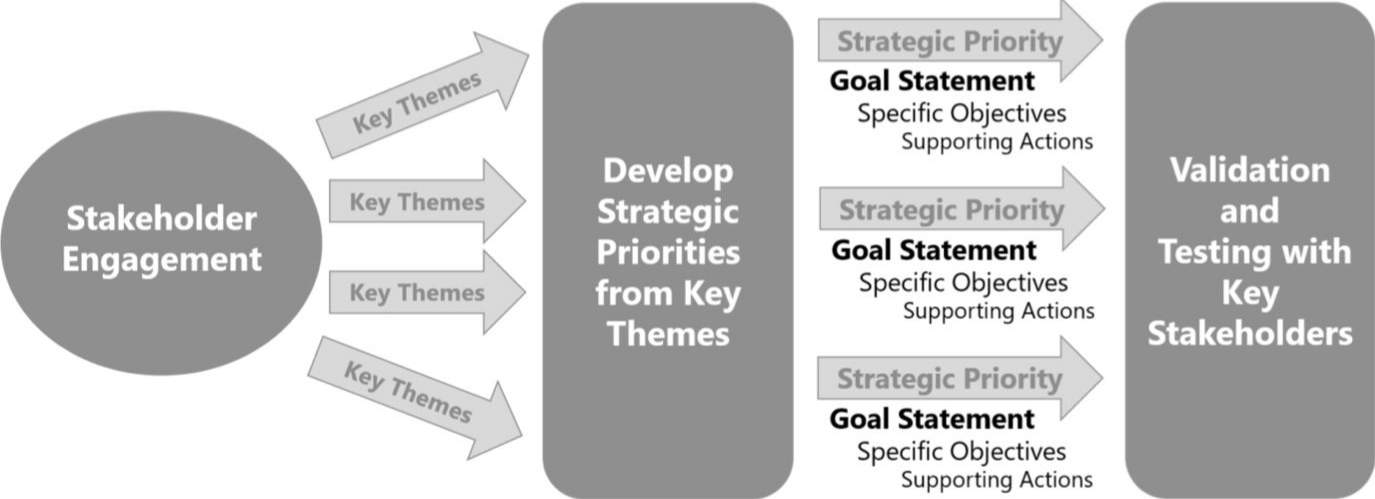 Stakeholder
Engagement
Key Themes
Key Themes
Key Themes
Key Themes
Develop
Strategic
Priorities
from Key
Themes
Strategic Priority
Goal Statement
Specific Objectives
Supporting Actions
Strategic Priority
Goal Statement
Specific Objectives
Supporting Actions
Strategic Priority
Goal Statement
Specific Objectives
Supporting Actions
Validation
and
Testing with
Key
Stakeholders